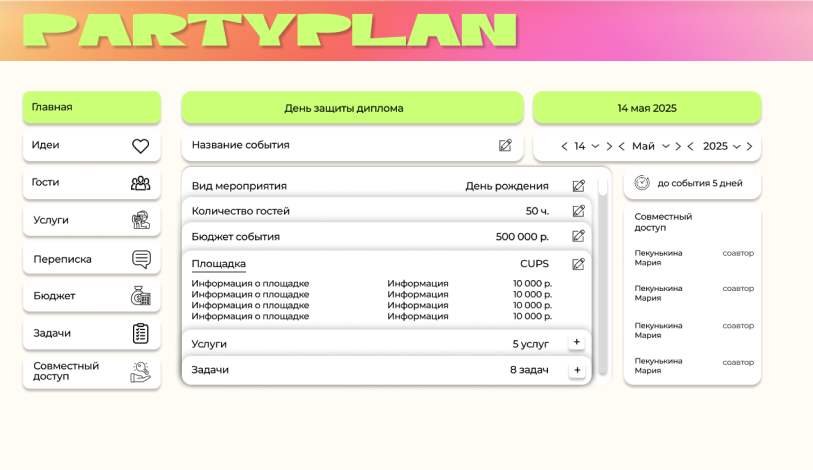 PARTYPLAN
Главная
День защиты диплома
14 мая 2025
Идеи
Название события
< 14 > < Май > < 2025 >
Гости
Вид мероприятия День рождения
до события 5 дней
Количество гостей 50 ч.
Услуги
Бюджет события 500 000 р.
Совместный
доступ
Переписка
Площадка CUPS
Пекунькина
Мария
соавтор
Информация о площадке Информация 10 000 р.
Информация о площадке Информация 10 000 р.
Информация о площадке Информация 10 000 р.
Информация о площадке Информация 10 000 р.
Пекунькина
Мария
соавтор
Бюджет
Задачи
Услуги 5 услуг +
Пекунькина
Мария
соавтор
Совместный
доступ
Задачи 8 задач +
Пекунькина
Мария
соавтор